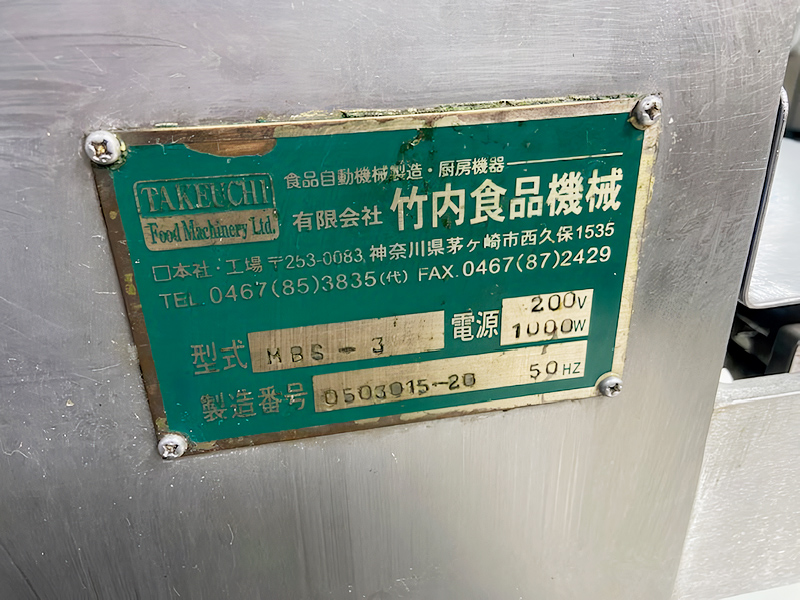 TAKEUCHI
Food Machinery Ltd.
食品自動機械製造・厨房機器
有限会社 竹内食品機械
□本社・工場 〒253-0083, 神奈川県茅ヶ崎市西久保1535
TEL. 0467(85)3835(代) FAX. 0467(87)2429
型式 MBS-3
電源 200V
1000W
製造番号 0503015-20 50HZ